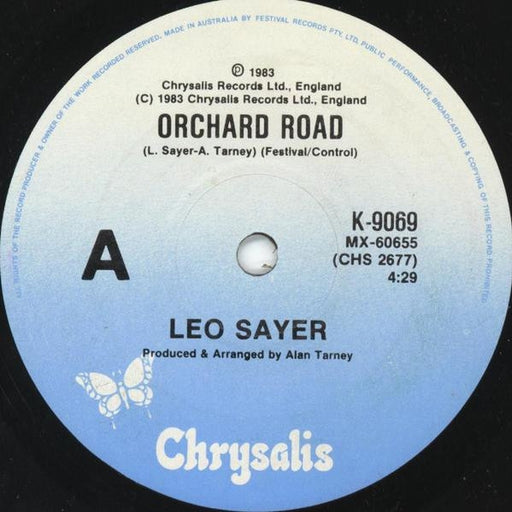 ALL RIGHTS OF THE RECORD PRODUCER & OWNER OF THE WORK RECORDED RESERVED. MADE IN AUSTRALIA BY FESTIVAL RECORDS PTY. LTD. PUBLIC PERFORMANCE, BROADCASTING & COPYING OF THIS RECORD PROHIBITED.
℗ 1983
Chrysalis Records Ltd., England
(C) 1983 Chrysalis Records Ltd., England
ORCHARD ROAD
(L. Sayer-A. Tarney) (Festival/Control)
K-9069
MX-60655
(CHS 2677)
4:29
A
LEO SAYER
Produced & Arranged by Alan Tarney
Chrysalis